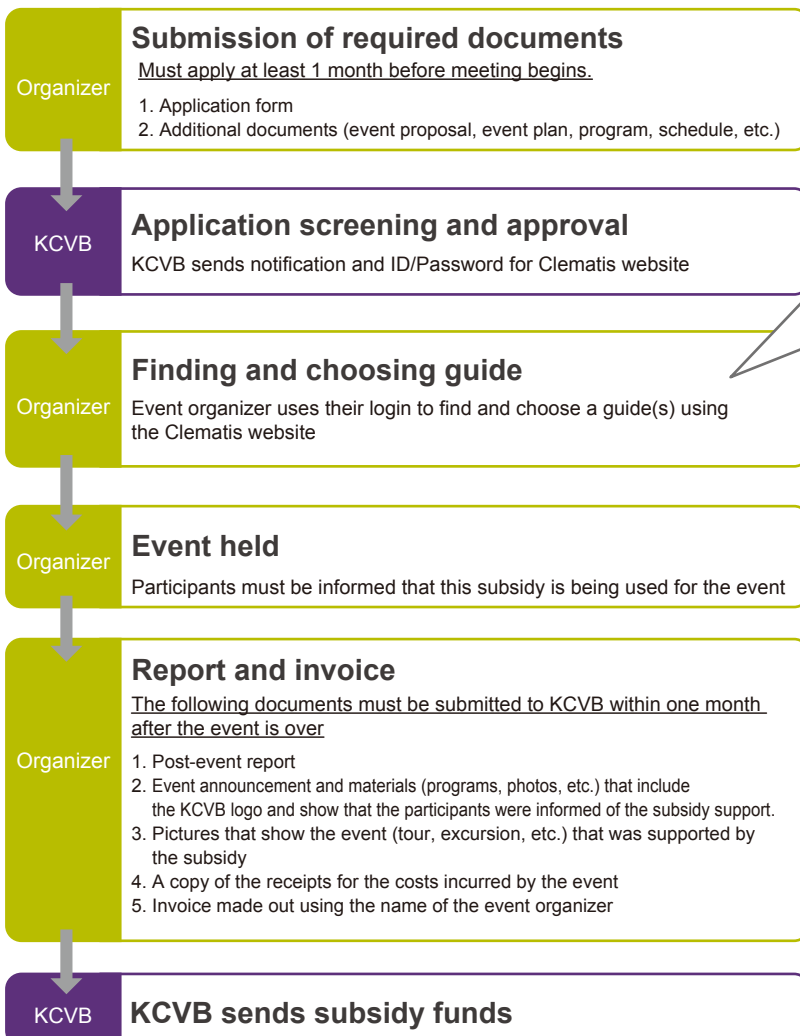 Organizer
Submission of required documents
Must apply at least 1 month before meeting begins.
1. Application form
2. Additional documents (event proposal, event plan, program, schedule, etc.)
KCVB
Application screening and approval
KCVB sends notification and ID/Password for Clematis website
Organizer
Finding and choosing guide
Event organizer uses their login to find and choose a guide(s) using
the Clematis website
Organizer
Event held
Participants must be informed that this subsidy is being used for the event
Organizer
Report and invoice
The following documents must be submitted to KCVB within one month
after the event is over
1. Post-event report
2. Event announcement and materials (programs, photos, etc.) that include
the KCVB logo and show that the participants were informed of the subsidy support.
3. Pictures that show the event (tour, excursion, etc.) that was supported by
the subsidy
4. A copy of the receipts for the costs incurred by the event
5. Invoice made out using the name of the event organizer
KCVB
KCVB sends subsidy funds